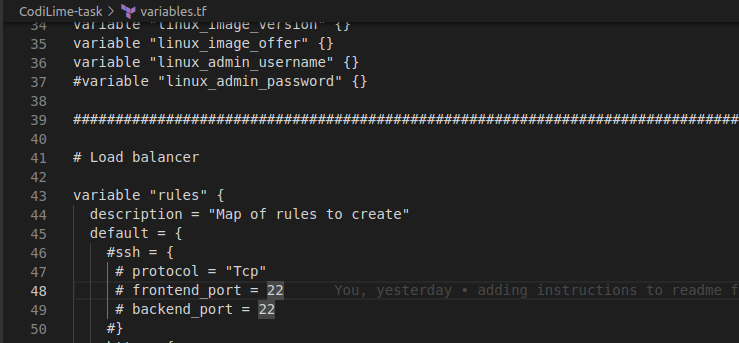 CodiLime-task > variables.tf
34 variable "linux_image_version" {}
35 variable "linux_image_offer" {}
36 variable "linux_admin_username" {}
37 #variable "linux_admin_password" {}
38
39 ###############################################################################
40
41 # Load balancer
42
43 variable "rules" {
44 description = "Map of rules to create"
45 default = {
46 #ssh = {
47 # protocol = "Tcp"
48 # frontend_port = 22 You, yesterday • adding instructions to readme f
49 # backend_port = 22
50 #}